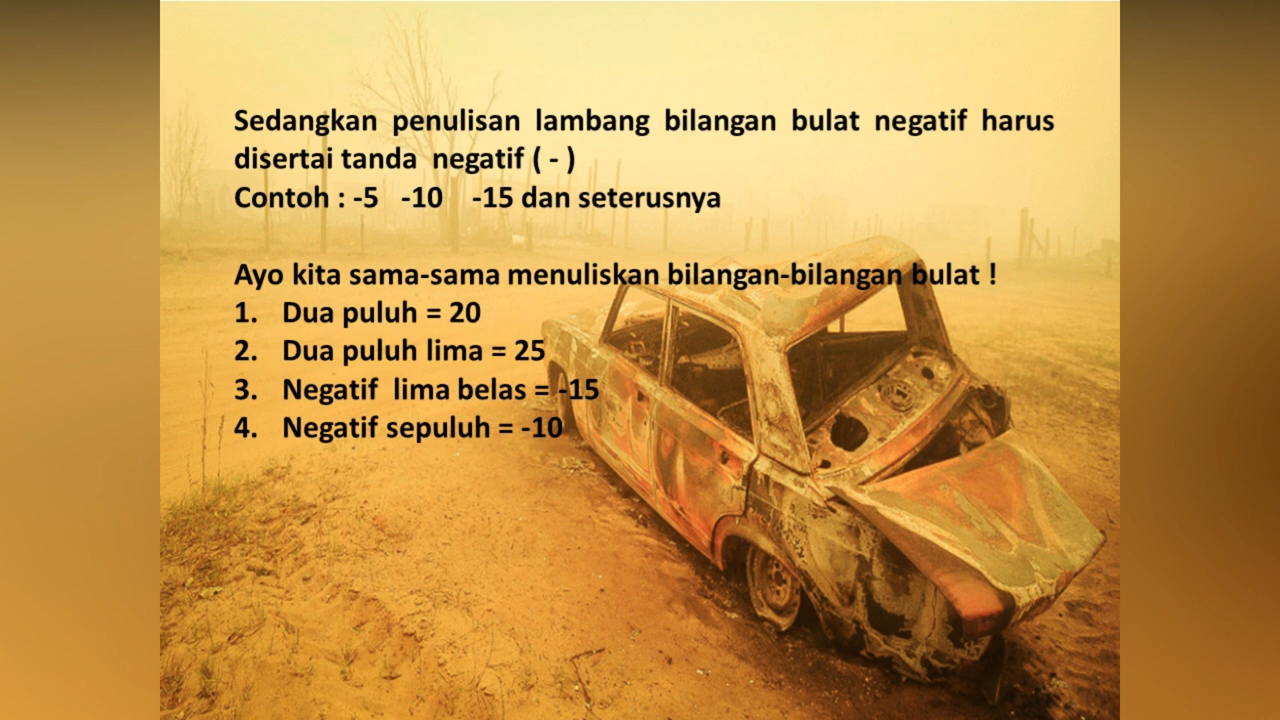 Sedangkan penulisan lambang bilangan bulat negatif harus
disertai tanda negatif ( - )
Contoh : -5 -10 -15 dan seterusnya
Ayo kita sama-sama menuliskan bilangan-bilangan bulat !
1. Dua puluh = 20
2. Dua puluh lima = 25
3. Negatif lima belas = -15
4. Negatif sepuluh = -10